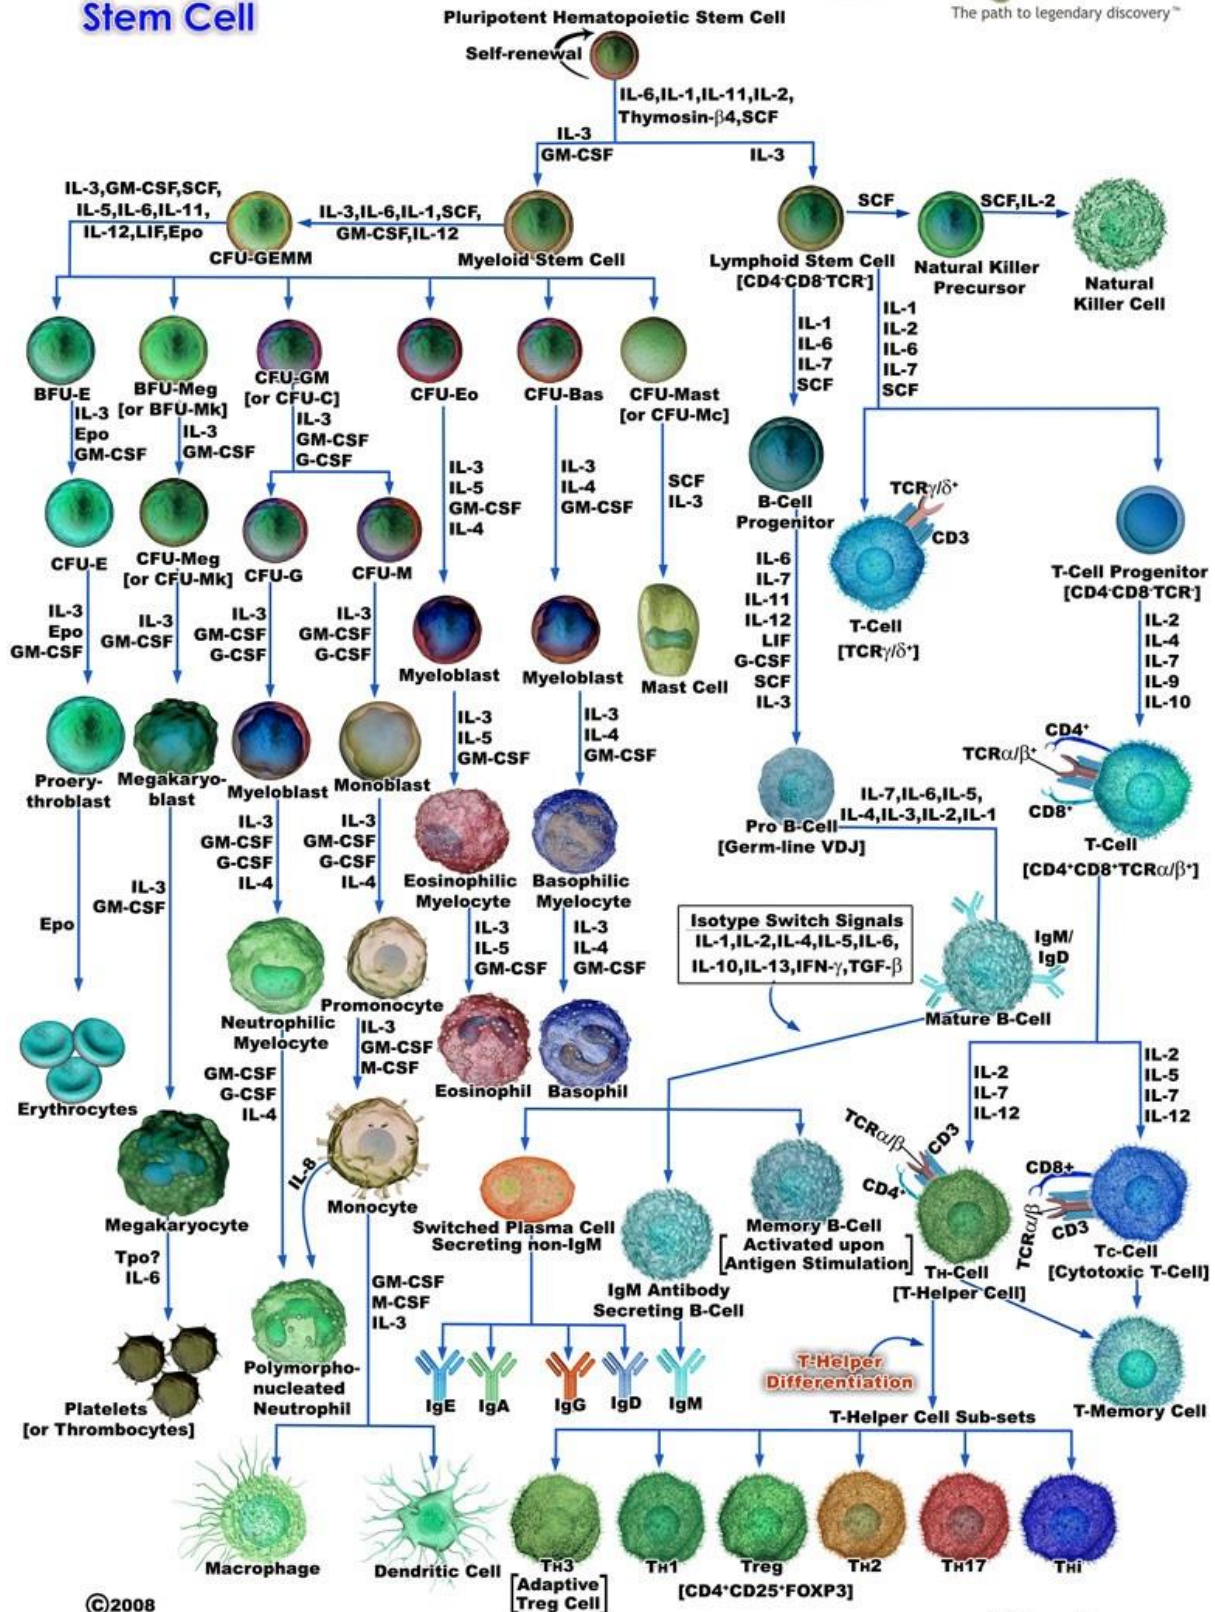 Stem Cell
The path to legendary discovery™
Pluripotent Hematopoietic Stem Cell
Self-renewal
IL-6,IL-1,IL-11,IL-2,
Thymosin-β4,SCF
IL-3
GM-CSF
IL-3
IL-3,GM-CSF,SCF,
IL-5,IL-6,IL-11,
IL-12,LIF,Epo
CFU-GEMM
IL-3,IL-6,IL-1,SCF,
GM-CSF,IL-12
Myeloid Stem Cell
Lymphoid Stem Cell
[CD4-CD8-TCR-]
SCF
Natural Killer
Precursor
SCF,IL-2
Natural
Killer Cell
BFU-E
BFU-Meg
[or BFU-Mk]
CFU-GM
[or CFU-C]
CFU-Eo
CFU-Bas
CFU-Mast
[or CFU-Mc]
IL-1
IL-6
IL-7
SCF
IL-1
IL-2
IL-6
IL-7
SCF
IL-3
Epo
GM-CSF
IL-3
GM-CSF
IL-3
GM-CSF
G-CSF
IL-3
IL-5
GM-CSF
IL-4
IL-3
IL-4
GM-CSF
SCF
IL-3
B-Cell
Progenitor
TCRγ/δ+
CD3
T-Cell
[TCRγ/δ+]
T-Cell Progenitor
[CD4-CD8-TCR-]
CFU-E
CFU-Meg
[or CFU-Mk]
CFU-G
CFU-M
IL-3
Epo
GM-CSF
IL-3
GM-CSF
IL-3
GM-CSF
G-CSF
IL-3
GM-CSF
G-CSF
Myeloblast
Myeloblast
Mast Cell
IL-6
IL-7
IL-11
IL-12
LIF
G-CSF
SCF
IL-3
IL-2
IL-4
IL-7
IL-9
IL-10
Proery-
throblast
Megakaryo-
blast
Myeloblast
Monoblast
IL-3
IL-5
GM-CSF
IL-3
IL-4
GM-CSF
CD4+
TCRα/β+
CD8+
T-Cell
[CD4+CD8+TCRα/β+]
Pro B-Cell
[Germ-line VDJ]
IL-7,IL-6,IL-5,
IL-4,IL-3,IL-2,IL-1
Epo
IL-3
GM-CSF
IL-3
GM-CSF
G-CSF
IL-4
IL-3
GM-CSF
G-CSF
IL-4
Eosinophilic
Myelocyte
Basophilic
Myelocyte
IL-3
IL-5
GM-CSF
IL-3
IL-4
GM-CSF
Isotype Switch Signals
IL-1,IL-2,IL-4,IL-5,IL-6,
IL-10,IL-13,IFN-γ,TGF-β
IgM/
IgD
Mature B-Cell
Neutrophilic
Myelocyte
Promonocyte
Eosinophil
Basophil
Erythrocytes
GM-CSF
G-CSF
IL-4
IL-3
GM-CSF
M-CSF
IL-2
IL-7
IL-12
IL-2
IL-5
IL-7
IL-12
Megakaryocyte
IL-8
Monocyte
Switched Plasma Cell
Secreting non-IgM
IgM Antibody
Secreting B-Cell
Memory B-Cell
[Activated upon
Antigen Stimulation]
TCRα/β
CD3
CD4+
TH-Cell
[T-Helper Cell]
CD8+
TCRα/β
CD3
TC-Cell
[Cytotoxic T-Cell]
Tpo?
IL-6
GM-CSF
M-CSF
IL-3
Platelets
[or Thrombocytes]
Polymorpho-
nucleated
Neutrophil
IgE
IgA
IgG
IgD
IgM
T-Helper
Differentiation
T-Helper Cell Sub-sets
T-Memory Cell
Macrophage
Dendritic Cell
TH3
[Adaptive
Treg Cell]
TH1
Treg
[CD4+CD25+FOXP3]
TH2
TH17
THi
©2008